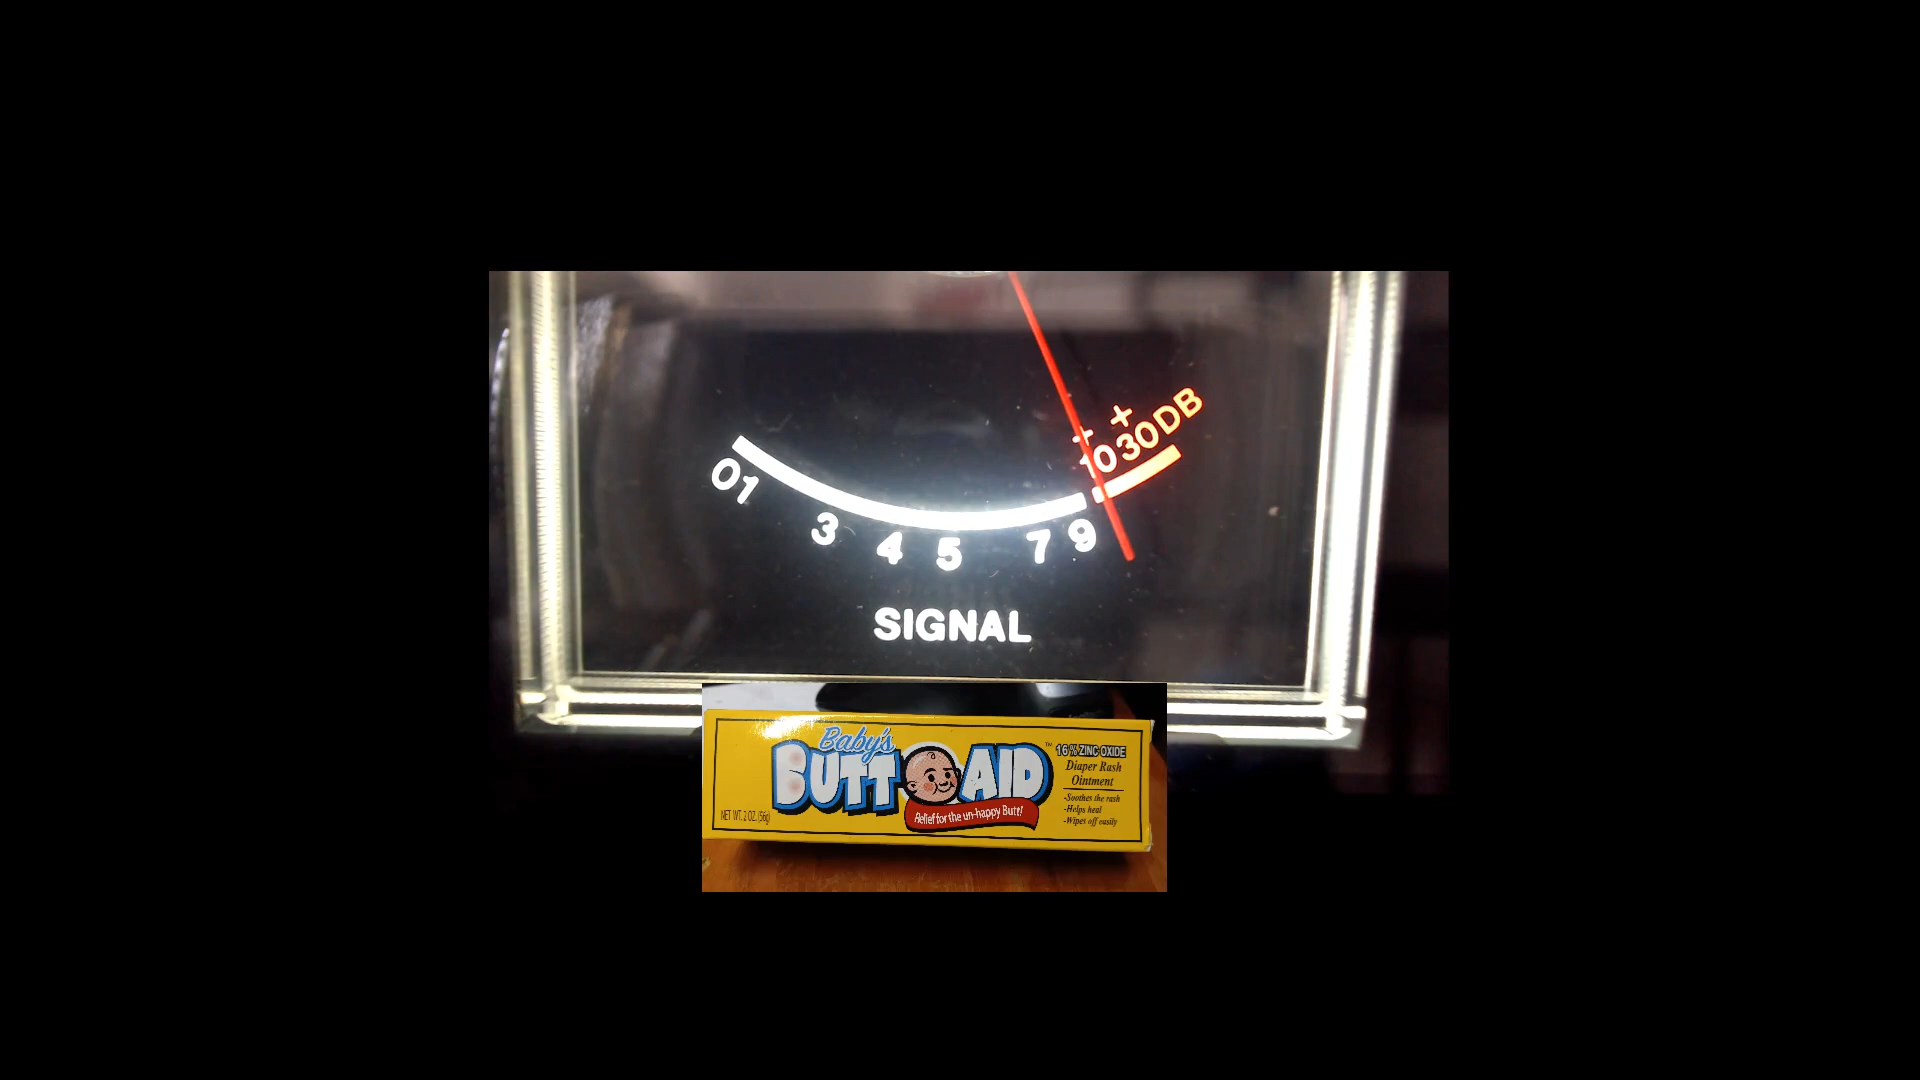 + +
10 30 DB
0 1 3 4 5 7 9
SIGNAL
Baby's
BUTT AID™
Relief for the un-happy Butt!
NET WT. 2 OZ. (56g)
16% ZINC OXIDE
Diaper Rash
Ointment
-Soothes the rash
-Helps heal
-Wipes off easily